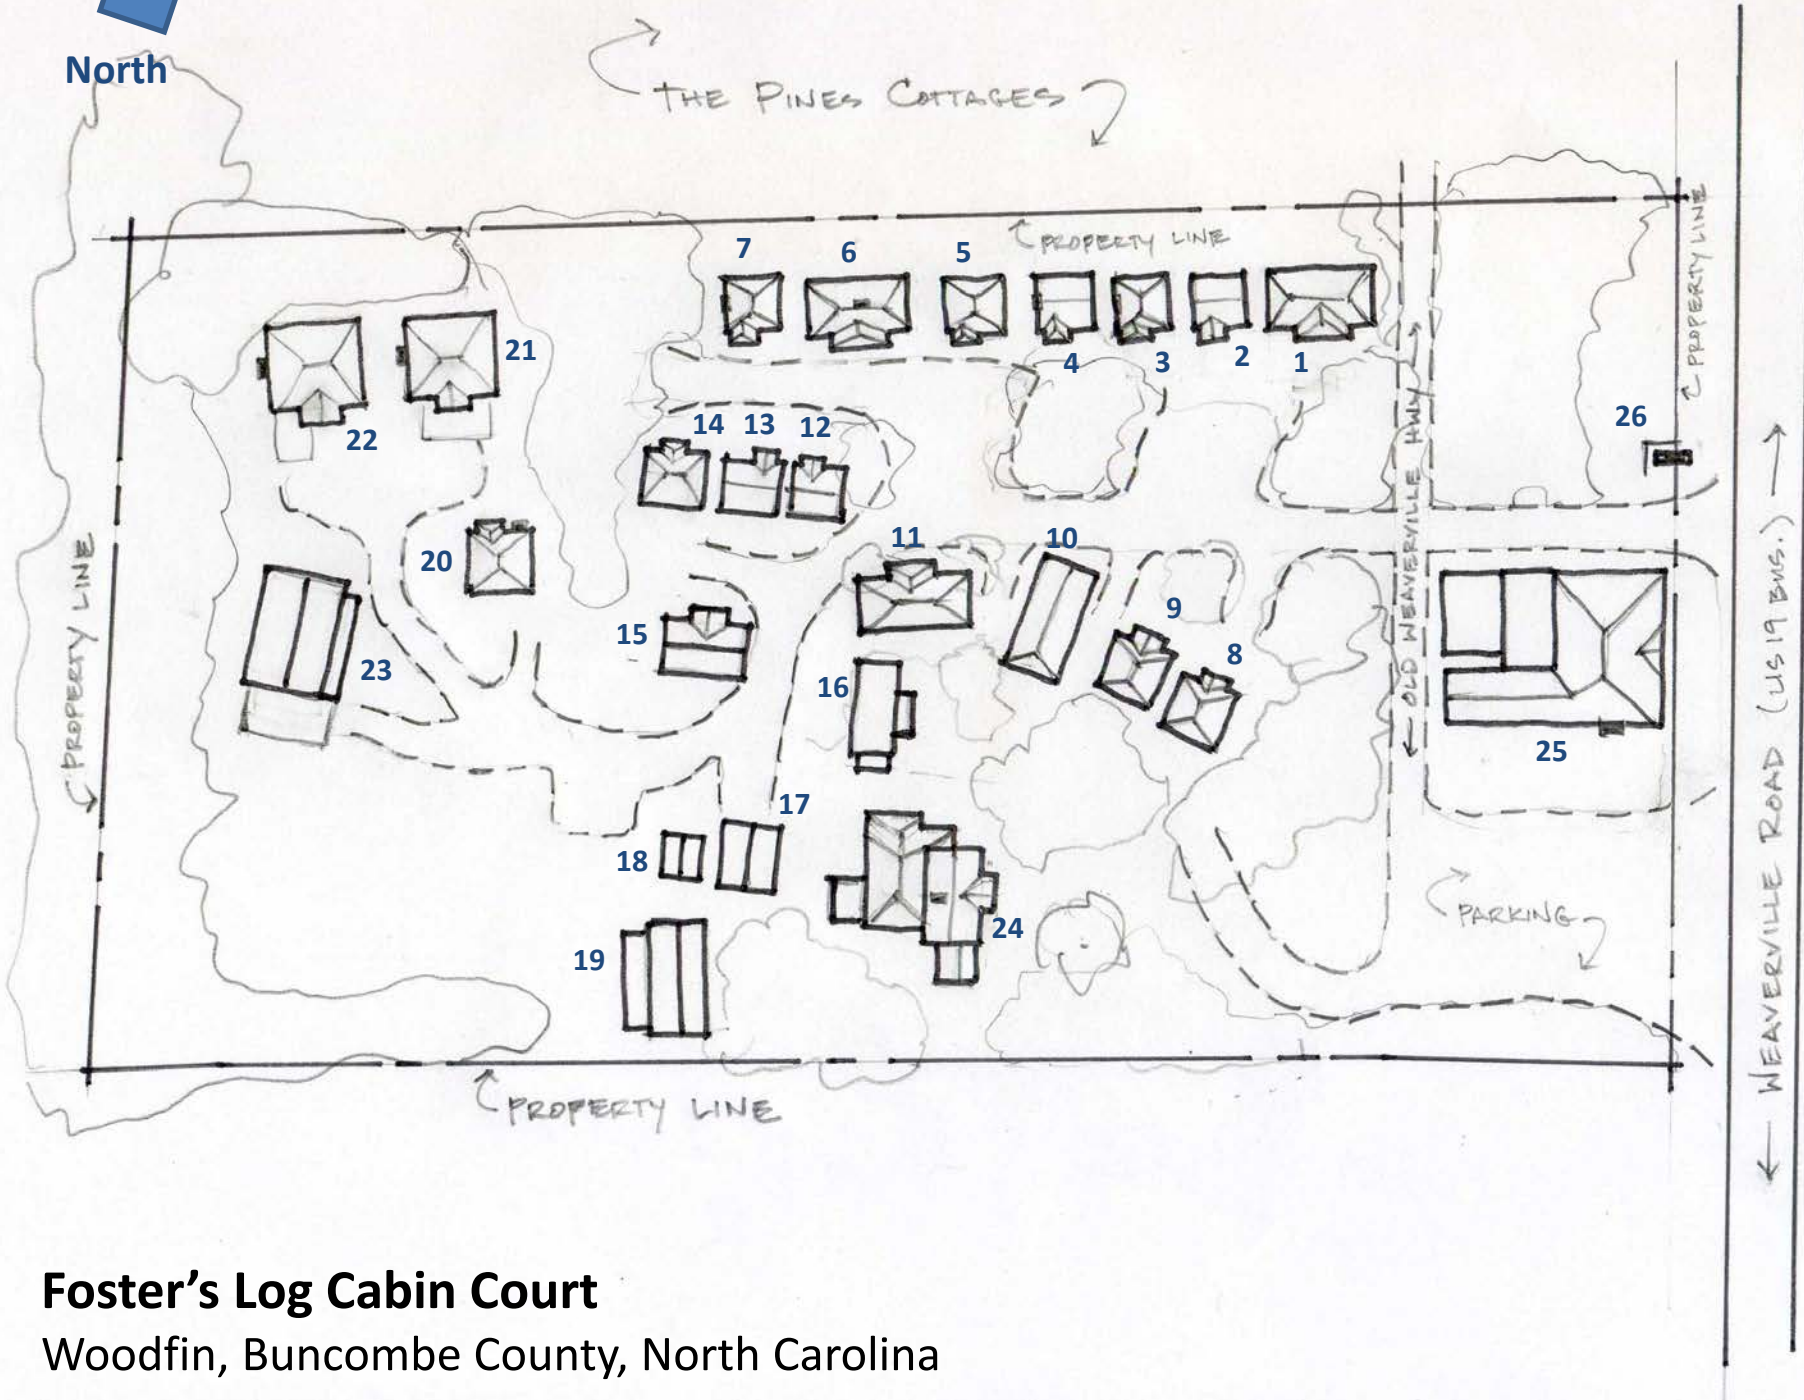 North
THE PINES COTTAGES
PROPERTY LINE
PROPERTY LINE
7
6
5
4
3
2
1
21
22
14
13
12
26
OLD WEAVERVILLE HWY
PROPERTY LINE
20
11
10
9
8
15
16
23
25
17
18
19
24
PARKING
WEAVERVILLE ROAD (US 19 BUS.)
PROPERTY LINE
Foster’s Log Cabin Court
Woodfin, Buncombe County, North Carolina